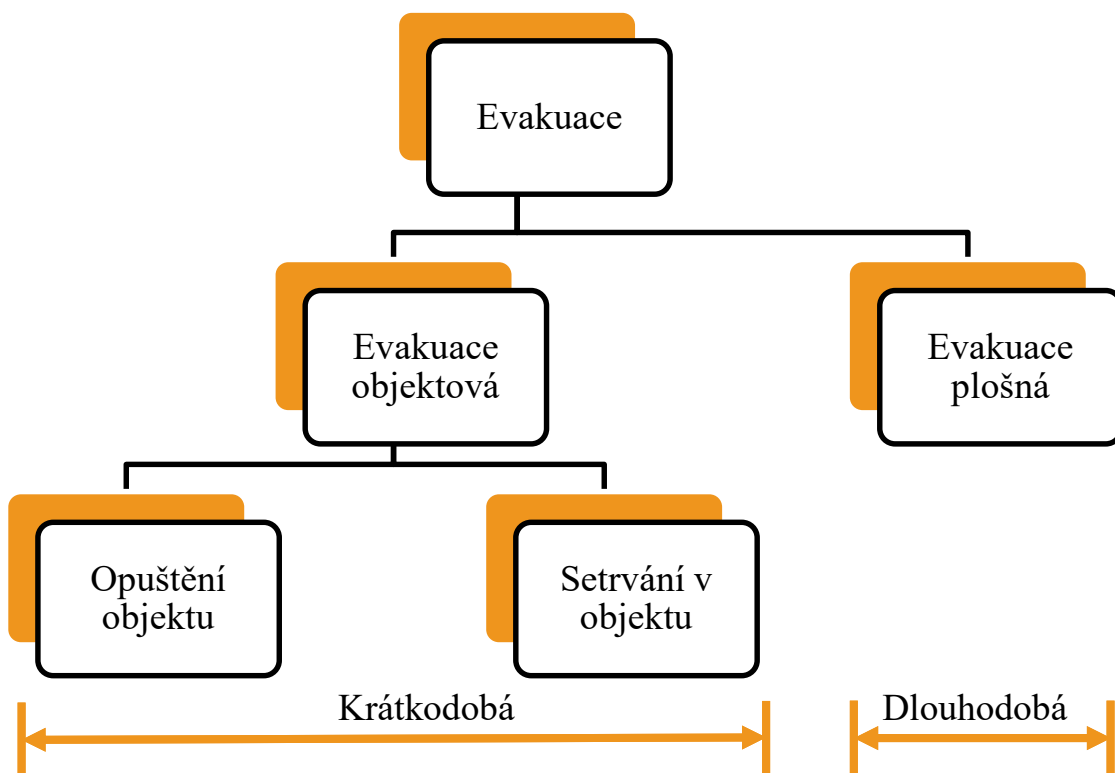 Evakuace
Evakuace
objektová
Evakuace
plošná
Opuštění
objektu
Setrvání v
objektu
Krátkodobá
Dlouhodobá